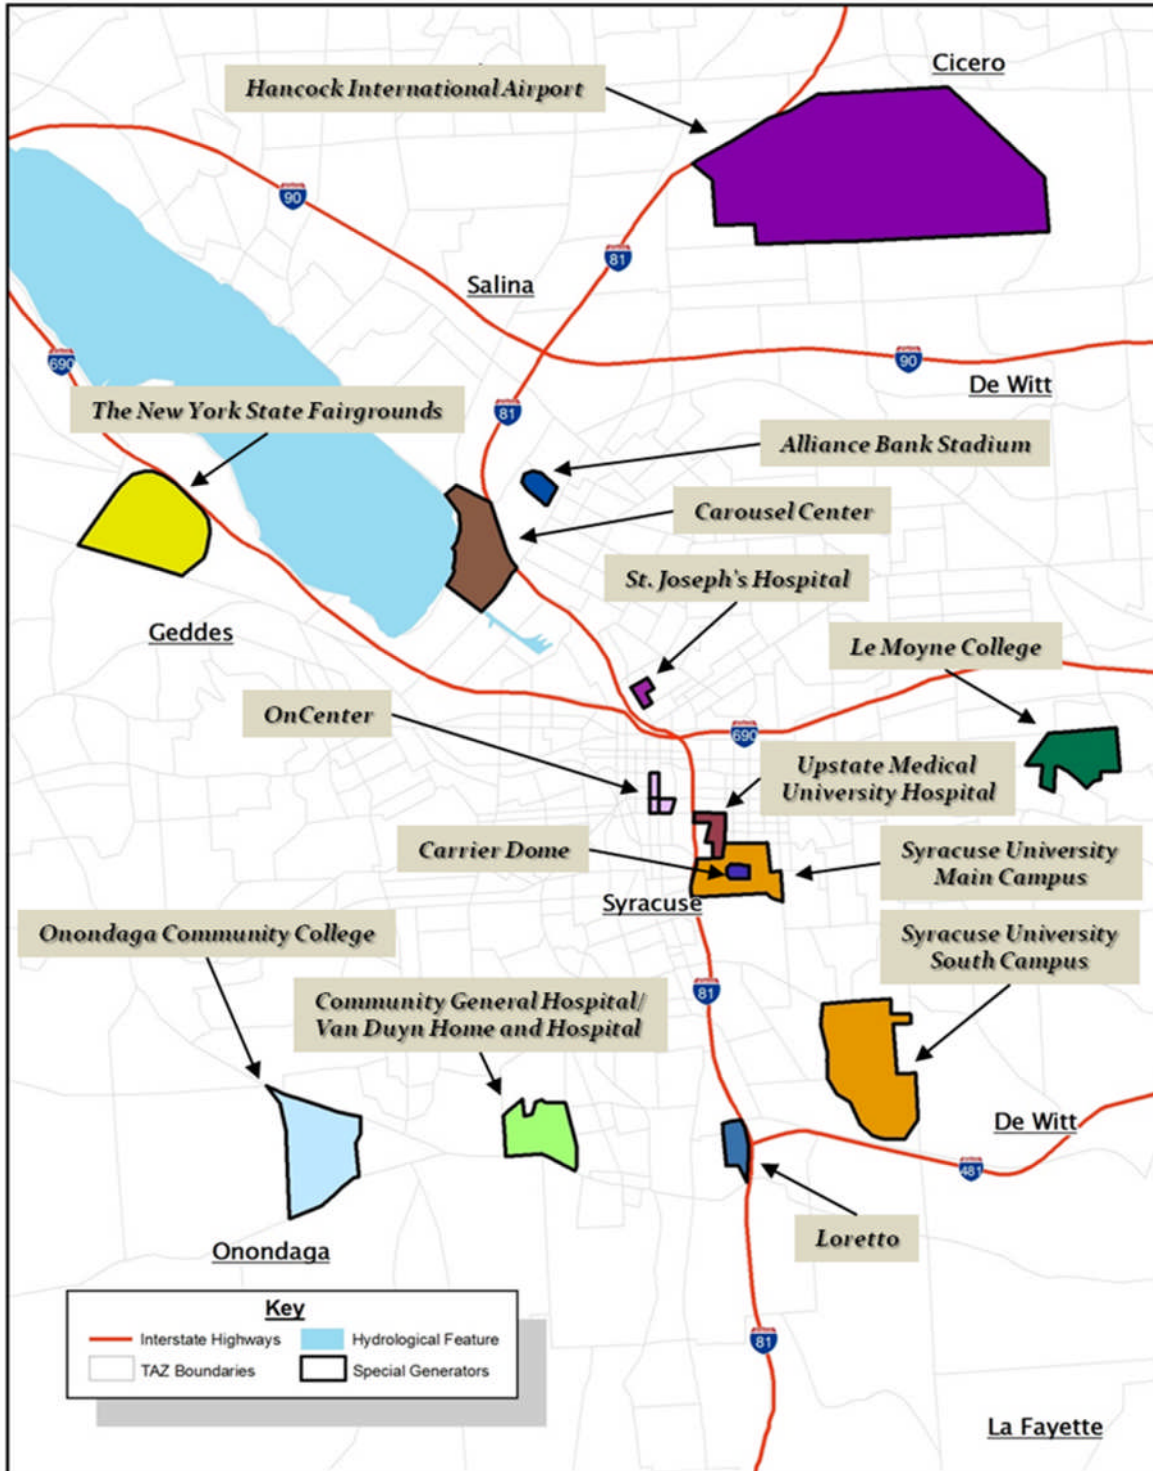 Cicero
Hancock International Airport
90
81
Salina
690
90
De Witt
81
The New York State Fairgrounds
Alliance Bank Stadium
Carousel Center
St. Joseph's Hospital
Geddes
Le Moyne College
OnCenter
690
Upstate Medical
University Hospital
Carrier Dome
Syracuse University
Main Campus
Syracuse
Onondaga Community College
Syracuse University
South Campus
81
Community General Hospital/
Van Duyn Home and Hospital
De Witt
481
Loretto
Onondaga
Key
Interstate Highways
Hydrological Feature
TAZ Boundaries
Special Generators
81
La Fayette